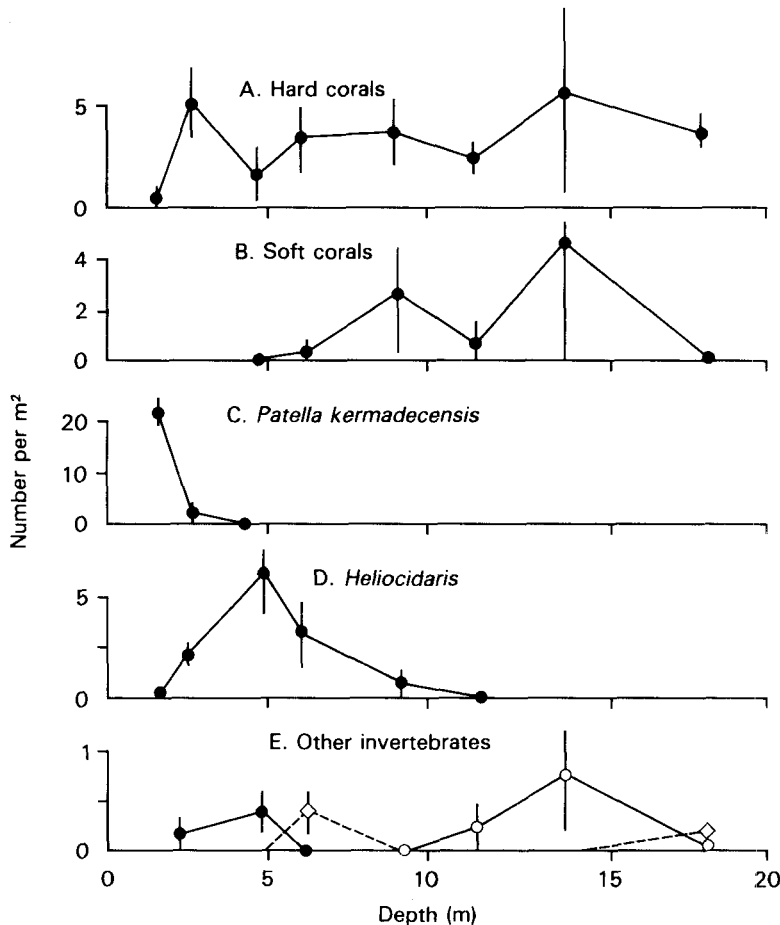 A. Hard corals
5
0
B. Soft corals
4
2
0
Number per m²
C. Patella kermadecensis
20
10
0
D. Heliocidaris
5
0
E. Other invertebrates
1
0
0 5 10 15 20
Depth (m)